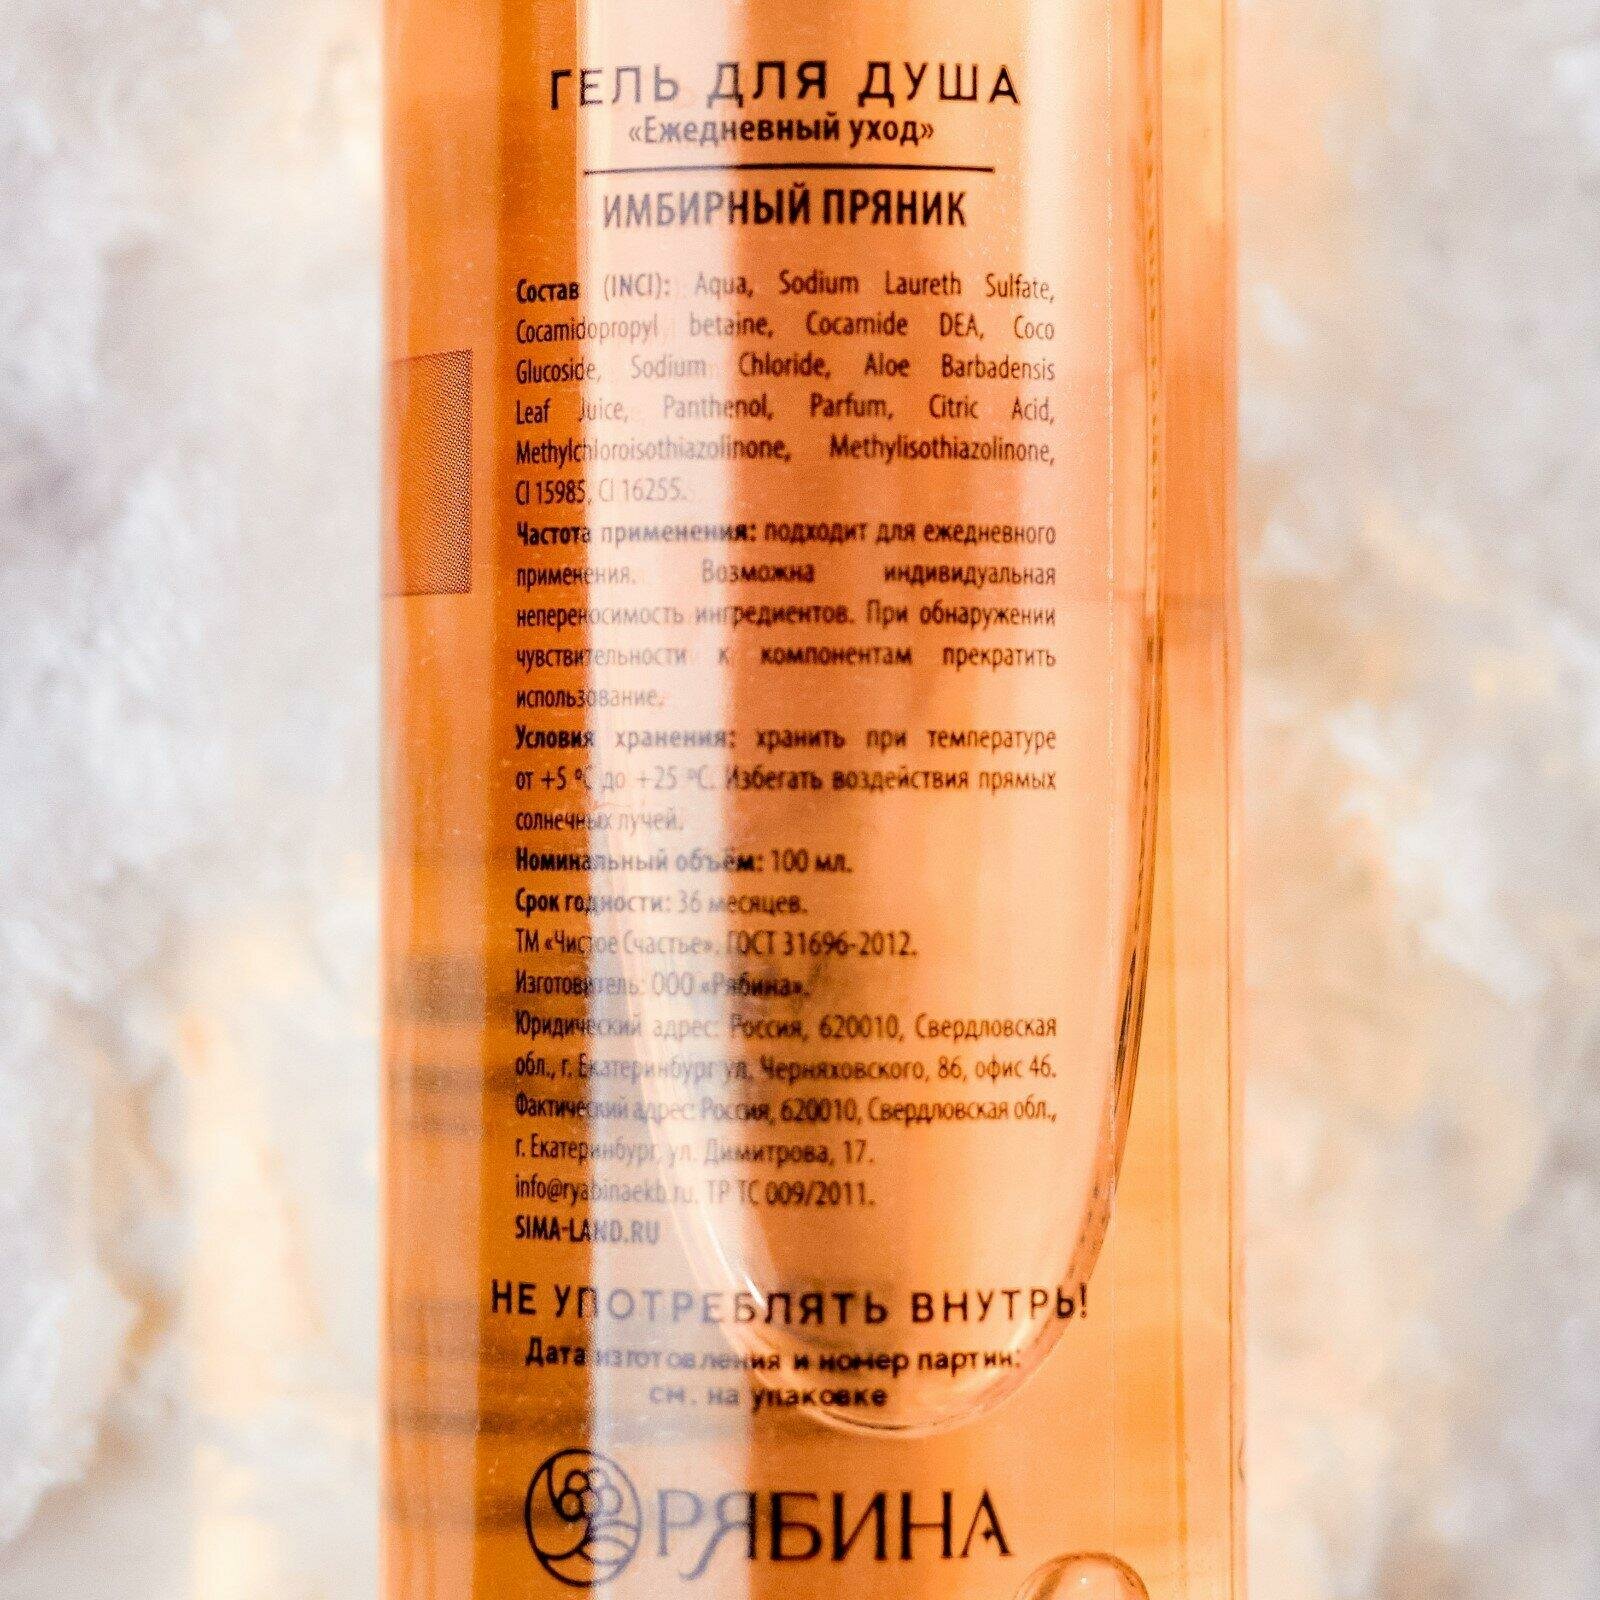 ГЕЛЬ ДЛЯ ДУША
«Ежедневный уход»
ИМБИРНЫЙ ПРЯНИК
Состав (INCI): Aqua, Sodium Laureth Sulfate,
Cocamidopropyl betaine, Cocamide DEA, Coco
Glucoside, Sodium Chloride, Aloe Barbadensis
Leaf Juice, Panthenol, Parfum, Citric Acid,
Methylchloroisothiazolinone, Methylisothiazolinone,
CI 15985, CI 16255.
Частота применения: подходит для ежедневного
применения. Возможна индивидуальная
непереносимость ингредиентов. При обнаружении
чувствительности к компонентам прекратить
использование.
Условия хранения: хранить при температуре
от +5 °C до +25 °C. Избегать воздействия прямых
солнечных лучей.
Номинальный объём: 100 мл.
Срок годности: 36 месяцев.
ТМ «Чистое Счастье». ГОСТ 31696-2012.
Изготовитель: ООО «Рябина».
Юридический адрес: Россия, 620010, Свердловская
обл., г. Екатеринбург ул. Черняховского, 86, офис 46.
Фактический адрес: Россия, 620010, Свердловская обл.,
г. Екатеринбург, ул. Димитрова, 17.
info@ryabinaekb.ru. ТР ТС 009/2011.
SIMA-LAND.RU
НЕ УПОТРЕБЛЯТЬ ВНУТРЬ!
Дата изготовления и номер партии:
см. на упаковке
РЯБИНА